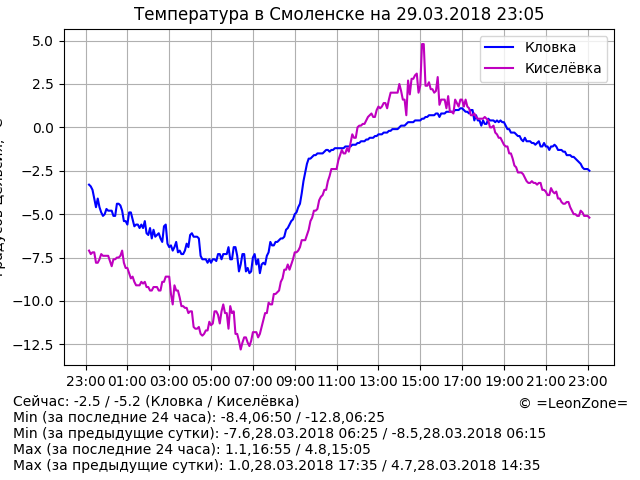 Температура в Смоленске на 29.03.2018 23:05
Кловка
Киселёвка
5.0
2.5
0.0
−2.5
−5.0
−7.5
−10.0
−12.5
23:00 01:00 03:00 05:00 07:00 09:00 11:00 13:00 15:00 17:00 19:00 21:00 23:00
Сейчас: -2.5 / -5.2 (Кловка / Киселёвка)
© =LeonZone=
Min (за последние 24 часа): -8.4,06:50 / -12.8,06:25
Min (за предыдущие сутки): -7.6,28.03.2018 06:25 / -8.5,28.03.2018 06:15
Max (за последние 24 часа): 1.1,16:55 / 4.8,15:05
Max (за предыдущие сутки): 1.0,28.03.2018 17:35 / 4.7,28.03.2018 14:35